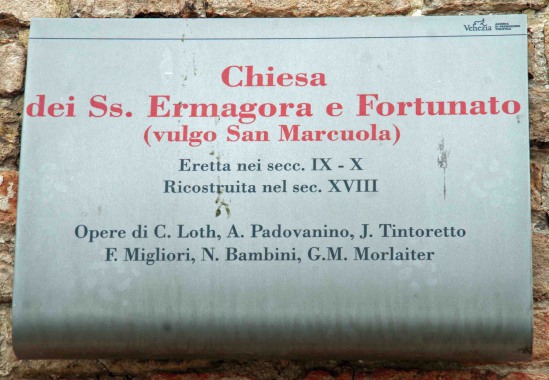 Venezia
Chiesa
dei Ss. Ermagora e Fortunato
(vulgo San Marcuola)
Eretta nei secc. IX - X
Ricostruita nel sec. XVIII
Opere di C. Loth, A. Padovanino, J. Tintoretto
F. Migliori, N. Bambini, G.M. Morlaiter